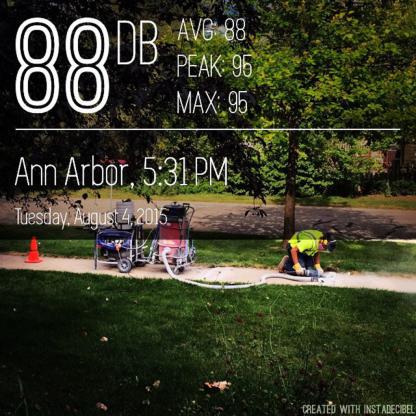 88 DB
AVG: 88
PEAK: 95
MAX: 95
Ann Arbor, 5:31 PM
Tuesday, August 4, 2015
CREATED WITH INSTADECIBEL